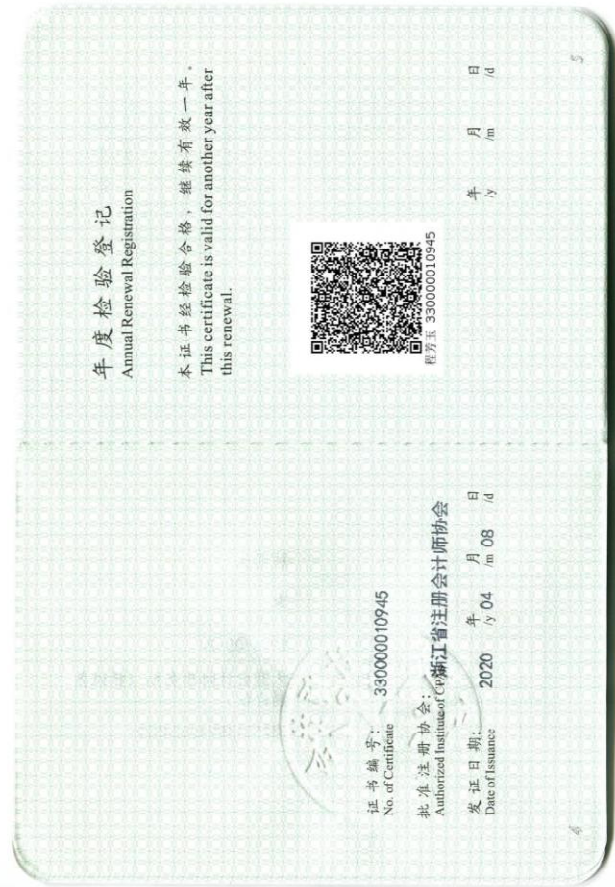 年度检验登记
Annual Renewal Registration
本证书经检验合格，继续有效一年。
This certificate is valid for another year after
this renewal.
程芳玉 330000010945
年 月 日
/y /m /d
5
证书编号： 330000010945
No. of Certificate
批准注册协会： 浙江省注册会计师协会
Authorized Institute of CPAs
发证日期： 2020 年 04 月 08 日
Date of Issuance /y /m /d
4